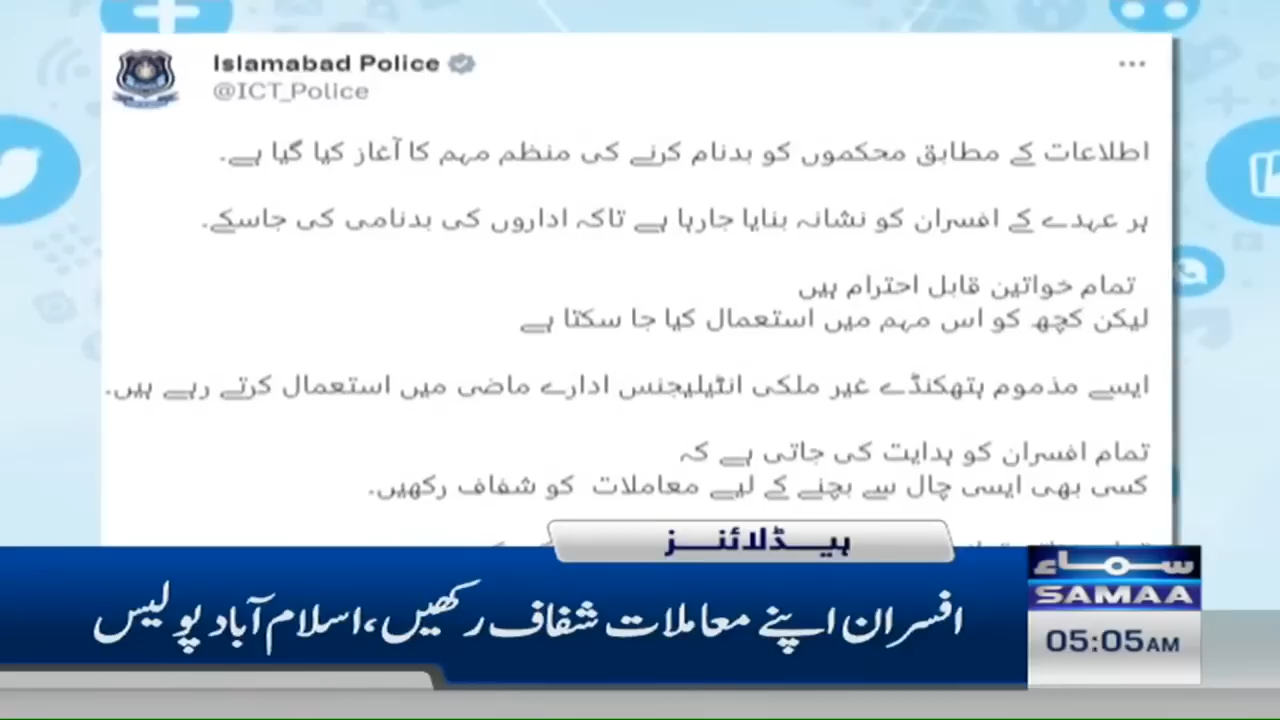 Islamabad Police
@ICT_Police
اطلاعات کے مطابق محکموں کو بدنام کرنے کی منظم مہم کا آغاز کیا گیا ہے۔
ہر عہدے کے افسران کو نشانہ بنایا جارہا ہے تاکہ اداروں کی بدنامی کی جاسکے۔
تمام خواتین قابل احترام ہیں
لیکن کچھ کو اس مہم میں استعمال کیا جا سکتا ہے
ایسے مذموم ہتھکنڈے غیر ملکی انٹیلیجنس ادارے ماضی میں استعمال کرتے رہے ہیں۔
تمام افسران کو ہدایت کی جاتی ہے کہ
کسی بھی ایسی چال سے بچنے کے لیے معاملات کو شفاف رکھیں۔
ہیڈلائنز
افسران اپنے معاملات شفاف رکھیں، اسلام آباد پولیس
سماء
SAMAA
05:05AM